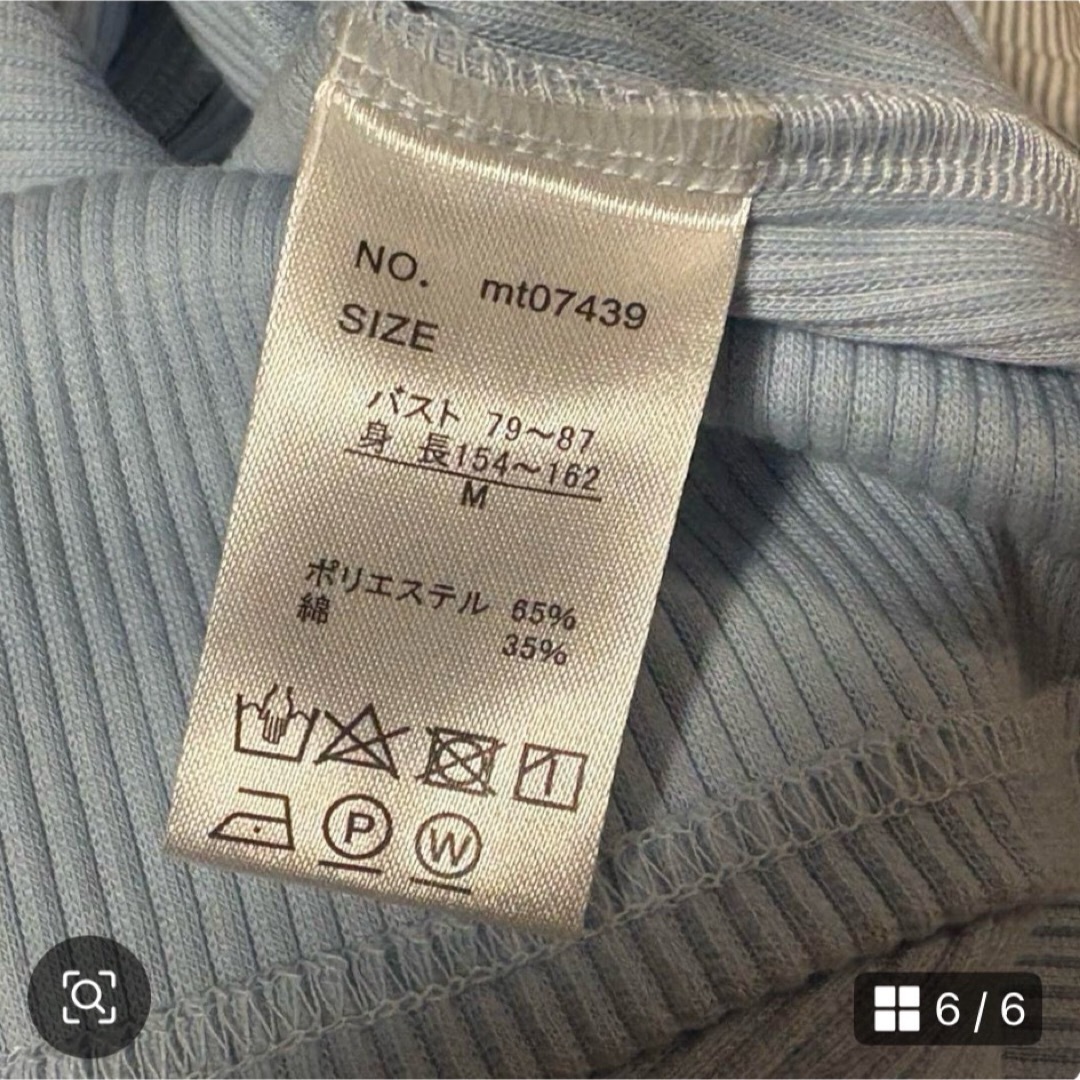 NO. mt07439
SIZE
バスト 79～87
身 長154～162
M
ポリエステル 65%
綿
35%
P
W
6 / 6